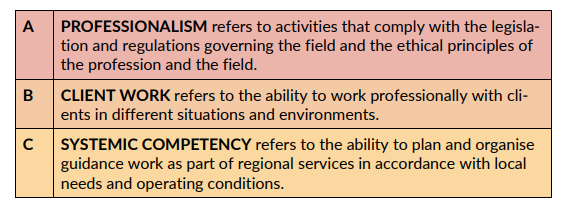 A PROFESSIONALISM refers to activities that comply with the legisla-
tion and regulations governing the field and the ethical principles of
the profession and the field.
B CLIENT WORK refers to the ability to work professionally with cli-
ents in different situations and environments.
C SYSTEMIC COMPETENCY refers to the ability to plan and organise
guidance work as part of regional services in accordance with local
needs and operating conditions.